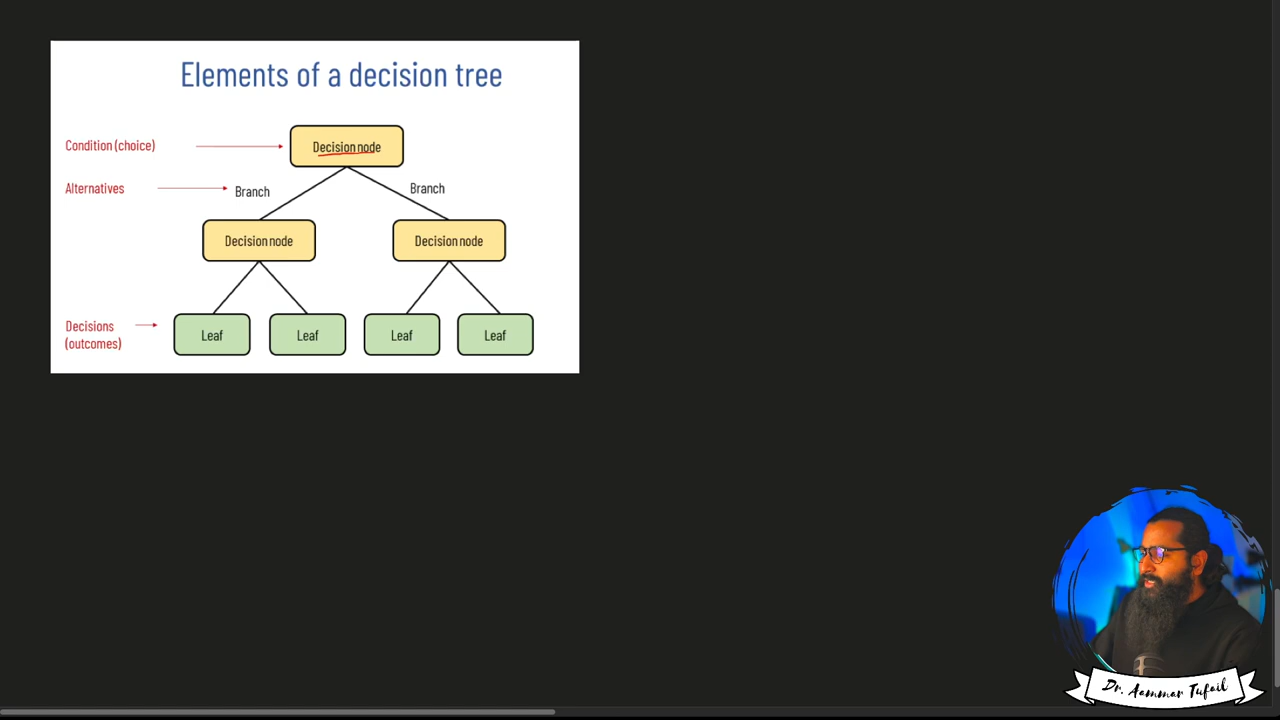 Elements of a decision tree
Condition (choice)
Decision node
Alternatives
Branch
Branch
Decision node
Decision node
Decisions
(outcomes)
Leaf
Leaf
Leaf
Leaf
Dr. Aammar Tufail